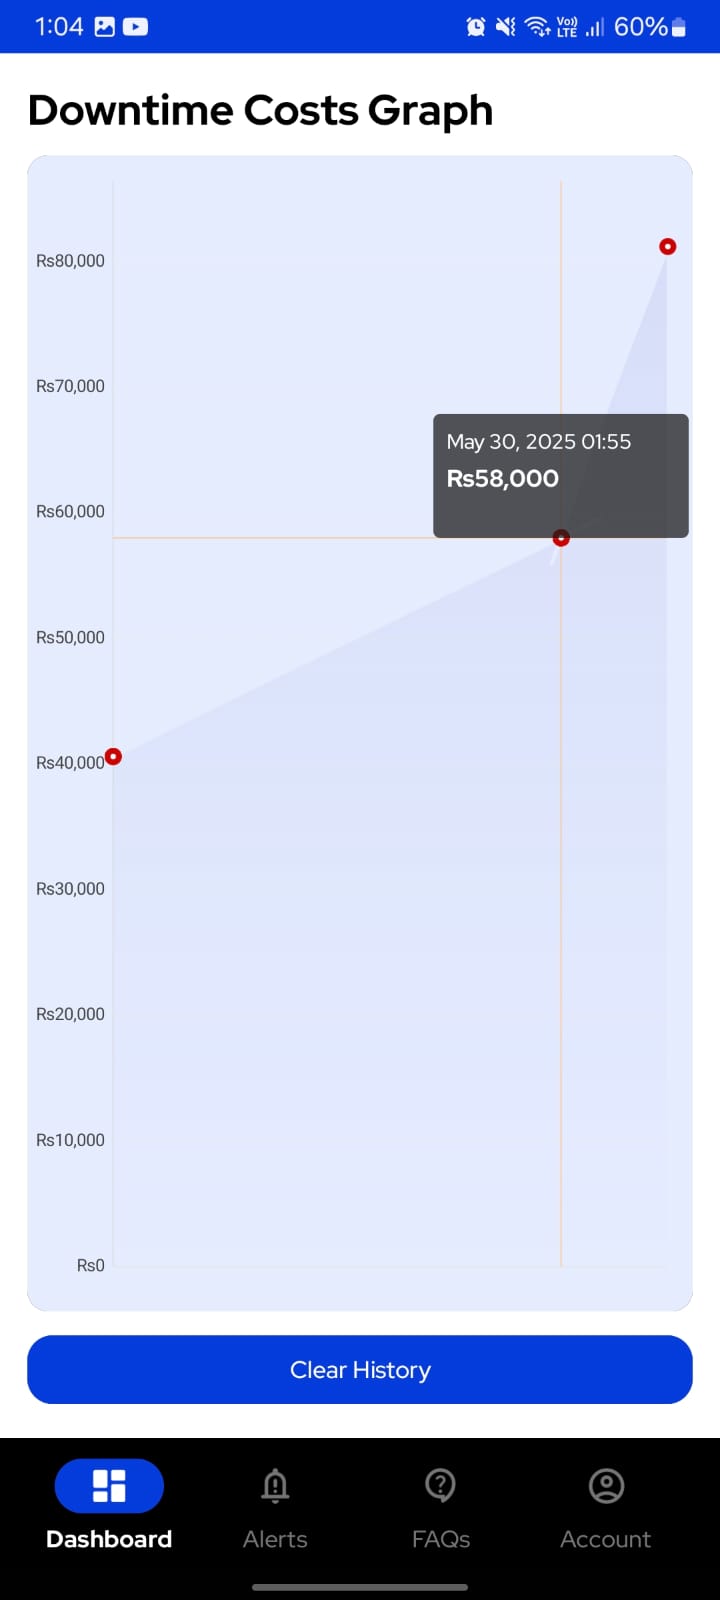 1:04 Vo)) LTE 60%
Downtime Costs Graph
Rs80,000
Rs70,000
May 30, 2025 01:55
Rs58,000
Rs60,000
Rs50,000
Rs40,000
Rs30,000
Rs20,000
Rs10,000
Rs0
Clear History
Dashboard Alerts FAQs Account